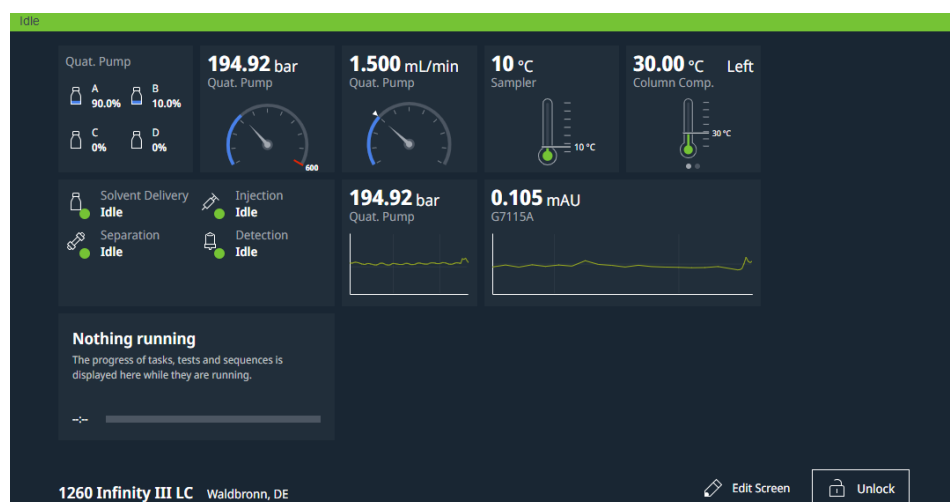 Idle
Quat. Pump
A
90.0%
B
10.0%
C
0%
D
0%
194.92 bar
Quat. Pump
600
1.500 mL/min
Quat. Pump
10 °C
Sampler
10 °C
30.00 °C Left
Column Comp.
30 °C
Solvent Delivery
Idle
Injection
Idle
Separation
Idle
Detection
Idle
194.92 bar
Quat. Pump
0.105 mAU
G7115A
Nothing running
The progress of tasks, tests and sequences is
displayed here while they are running.
--:--
1260 Infinity III LC Waldbronn, DE
Edit Screen
Unlock